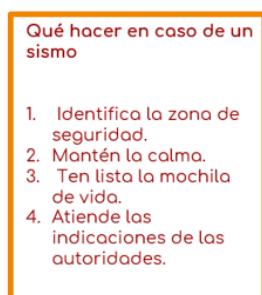 Qué hacer en caso de un
sismo
1. Identifica la zona de
seguridad.
2. Mantén la calma.
3. Ten lista la mochila
de vida.
4. Atiende las
indicaciones de las
autoridades.